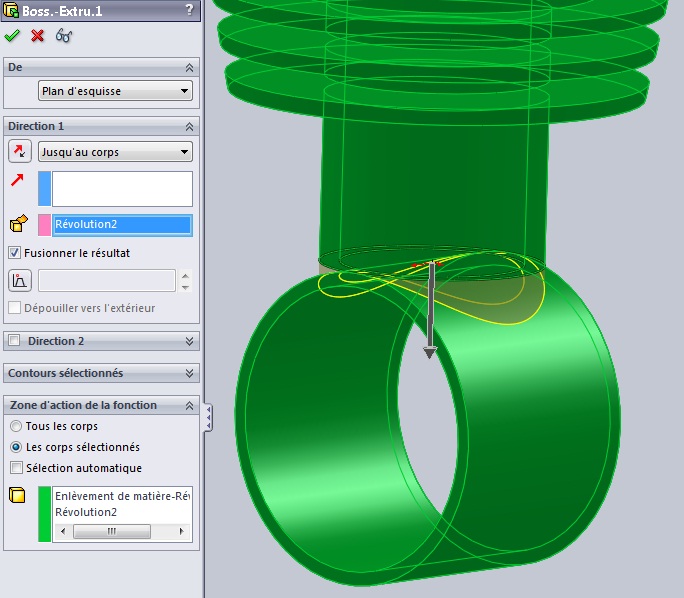 Boss.-Extru.1 ?
De
Plan d'esquisse
Direction 1
Jusqu'au corps
Révolution2
Fusionner le résultat
Dépouiller vers l'extérieur
Direction 2
Contours sélectionnés
Zone d'action de la fonction
Tous les corps
Les corps sélectionnés
Sélection automatique
Enlèvement de matière-Ré
Révolution2